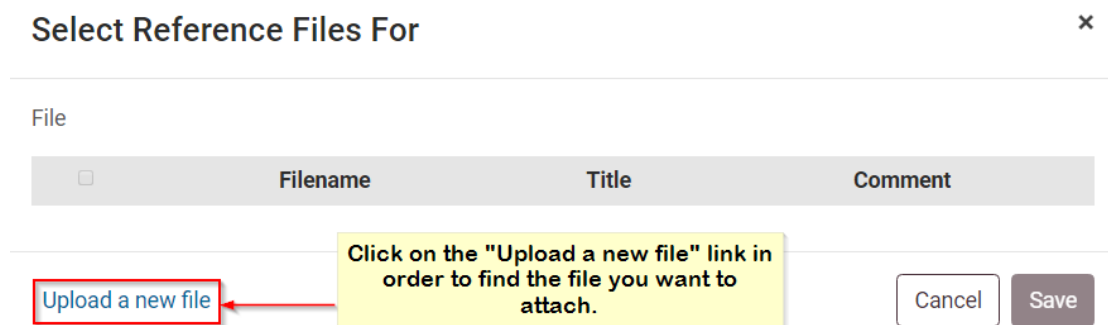 Select Reference Files For
×
File
Filename Title Comment
Click on the "Upload a new file" link in
order to find the file you want to
attach.
Upload a new file
Cancel Save